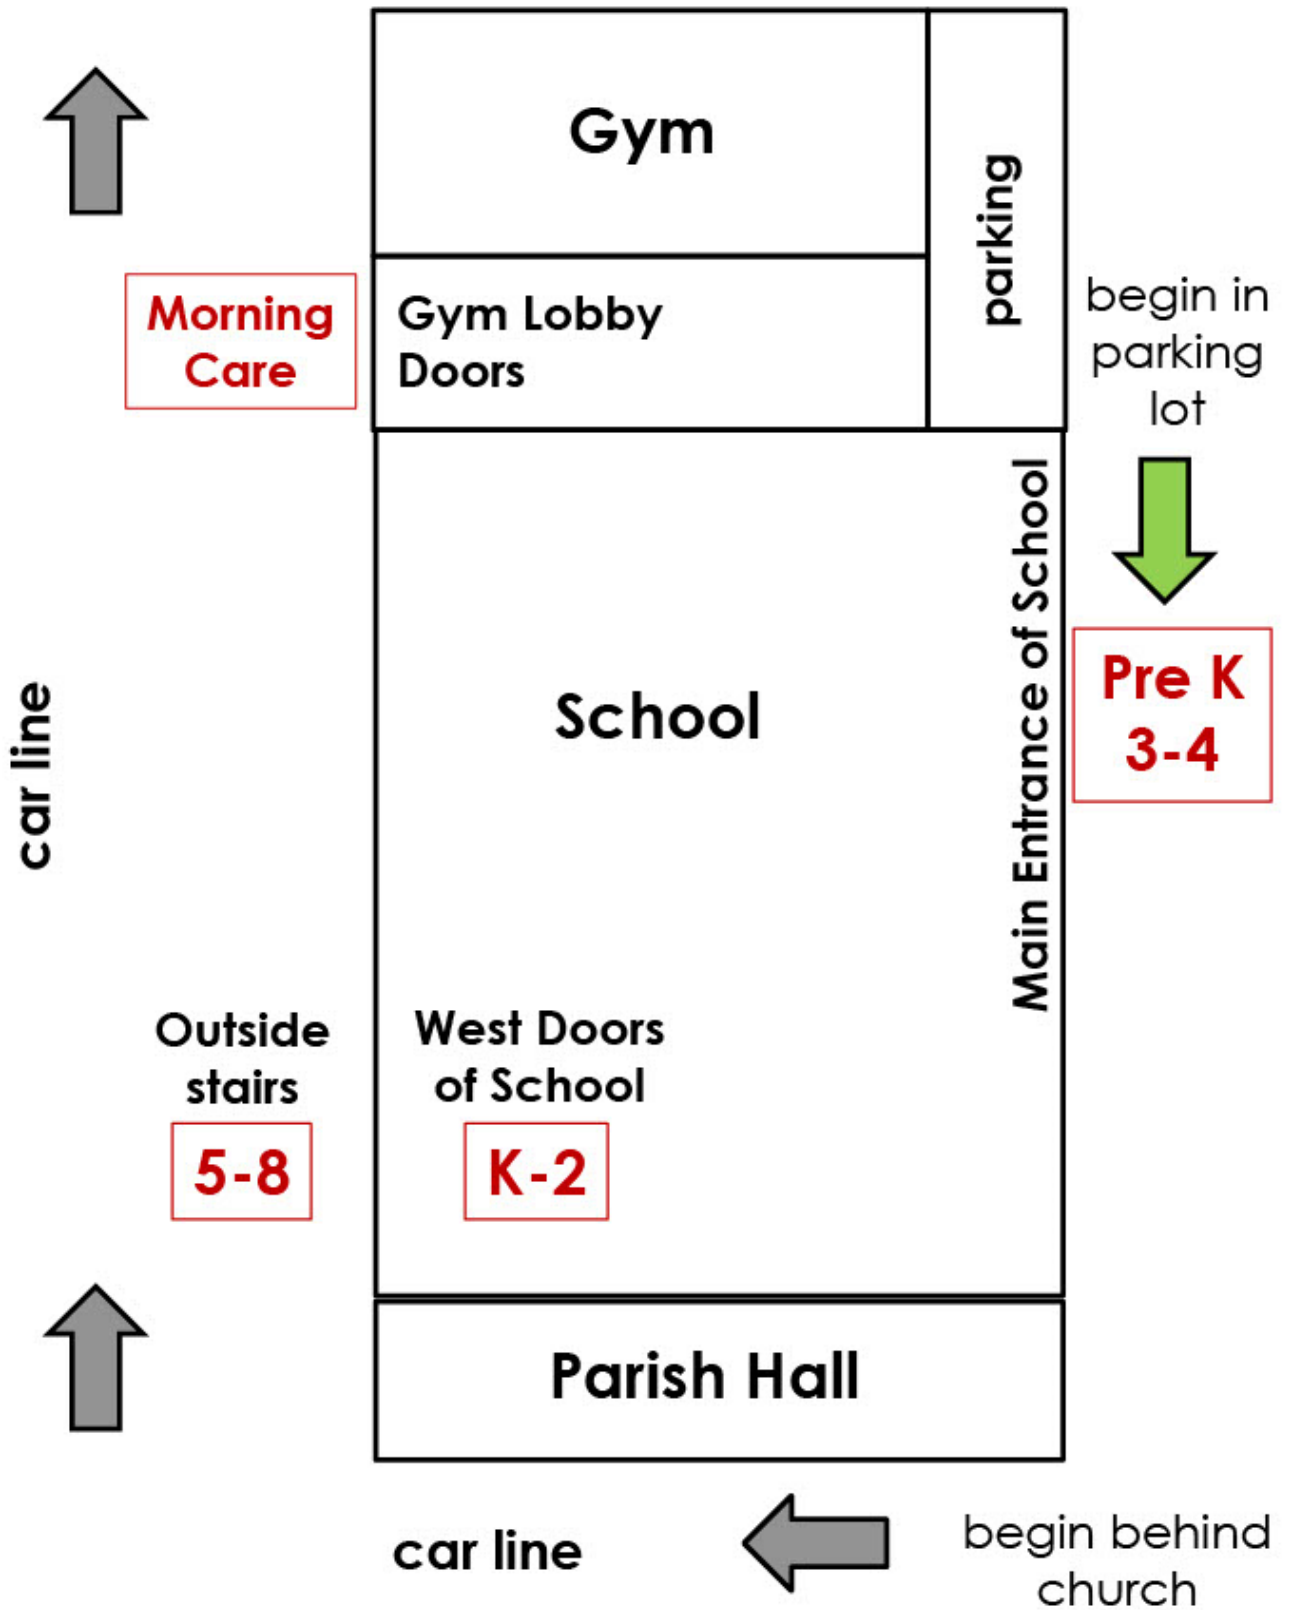 Gym
parking
Morning
Care
Gym Lobby
Doors
begin in
parking
lot
Main Entrance of School
Pre K
3-4
School
car line
Outside
stairs
5-8
West Doors
of School
K-2
Parish Hall
car line
begin behind
church